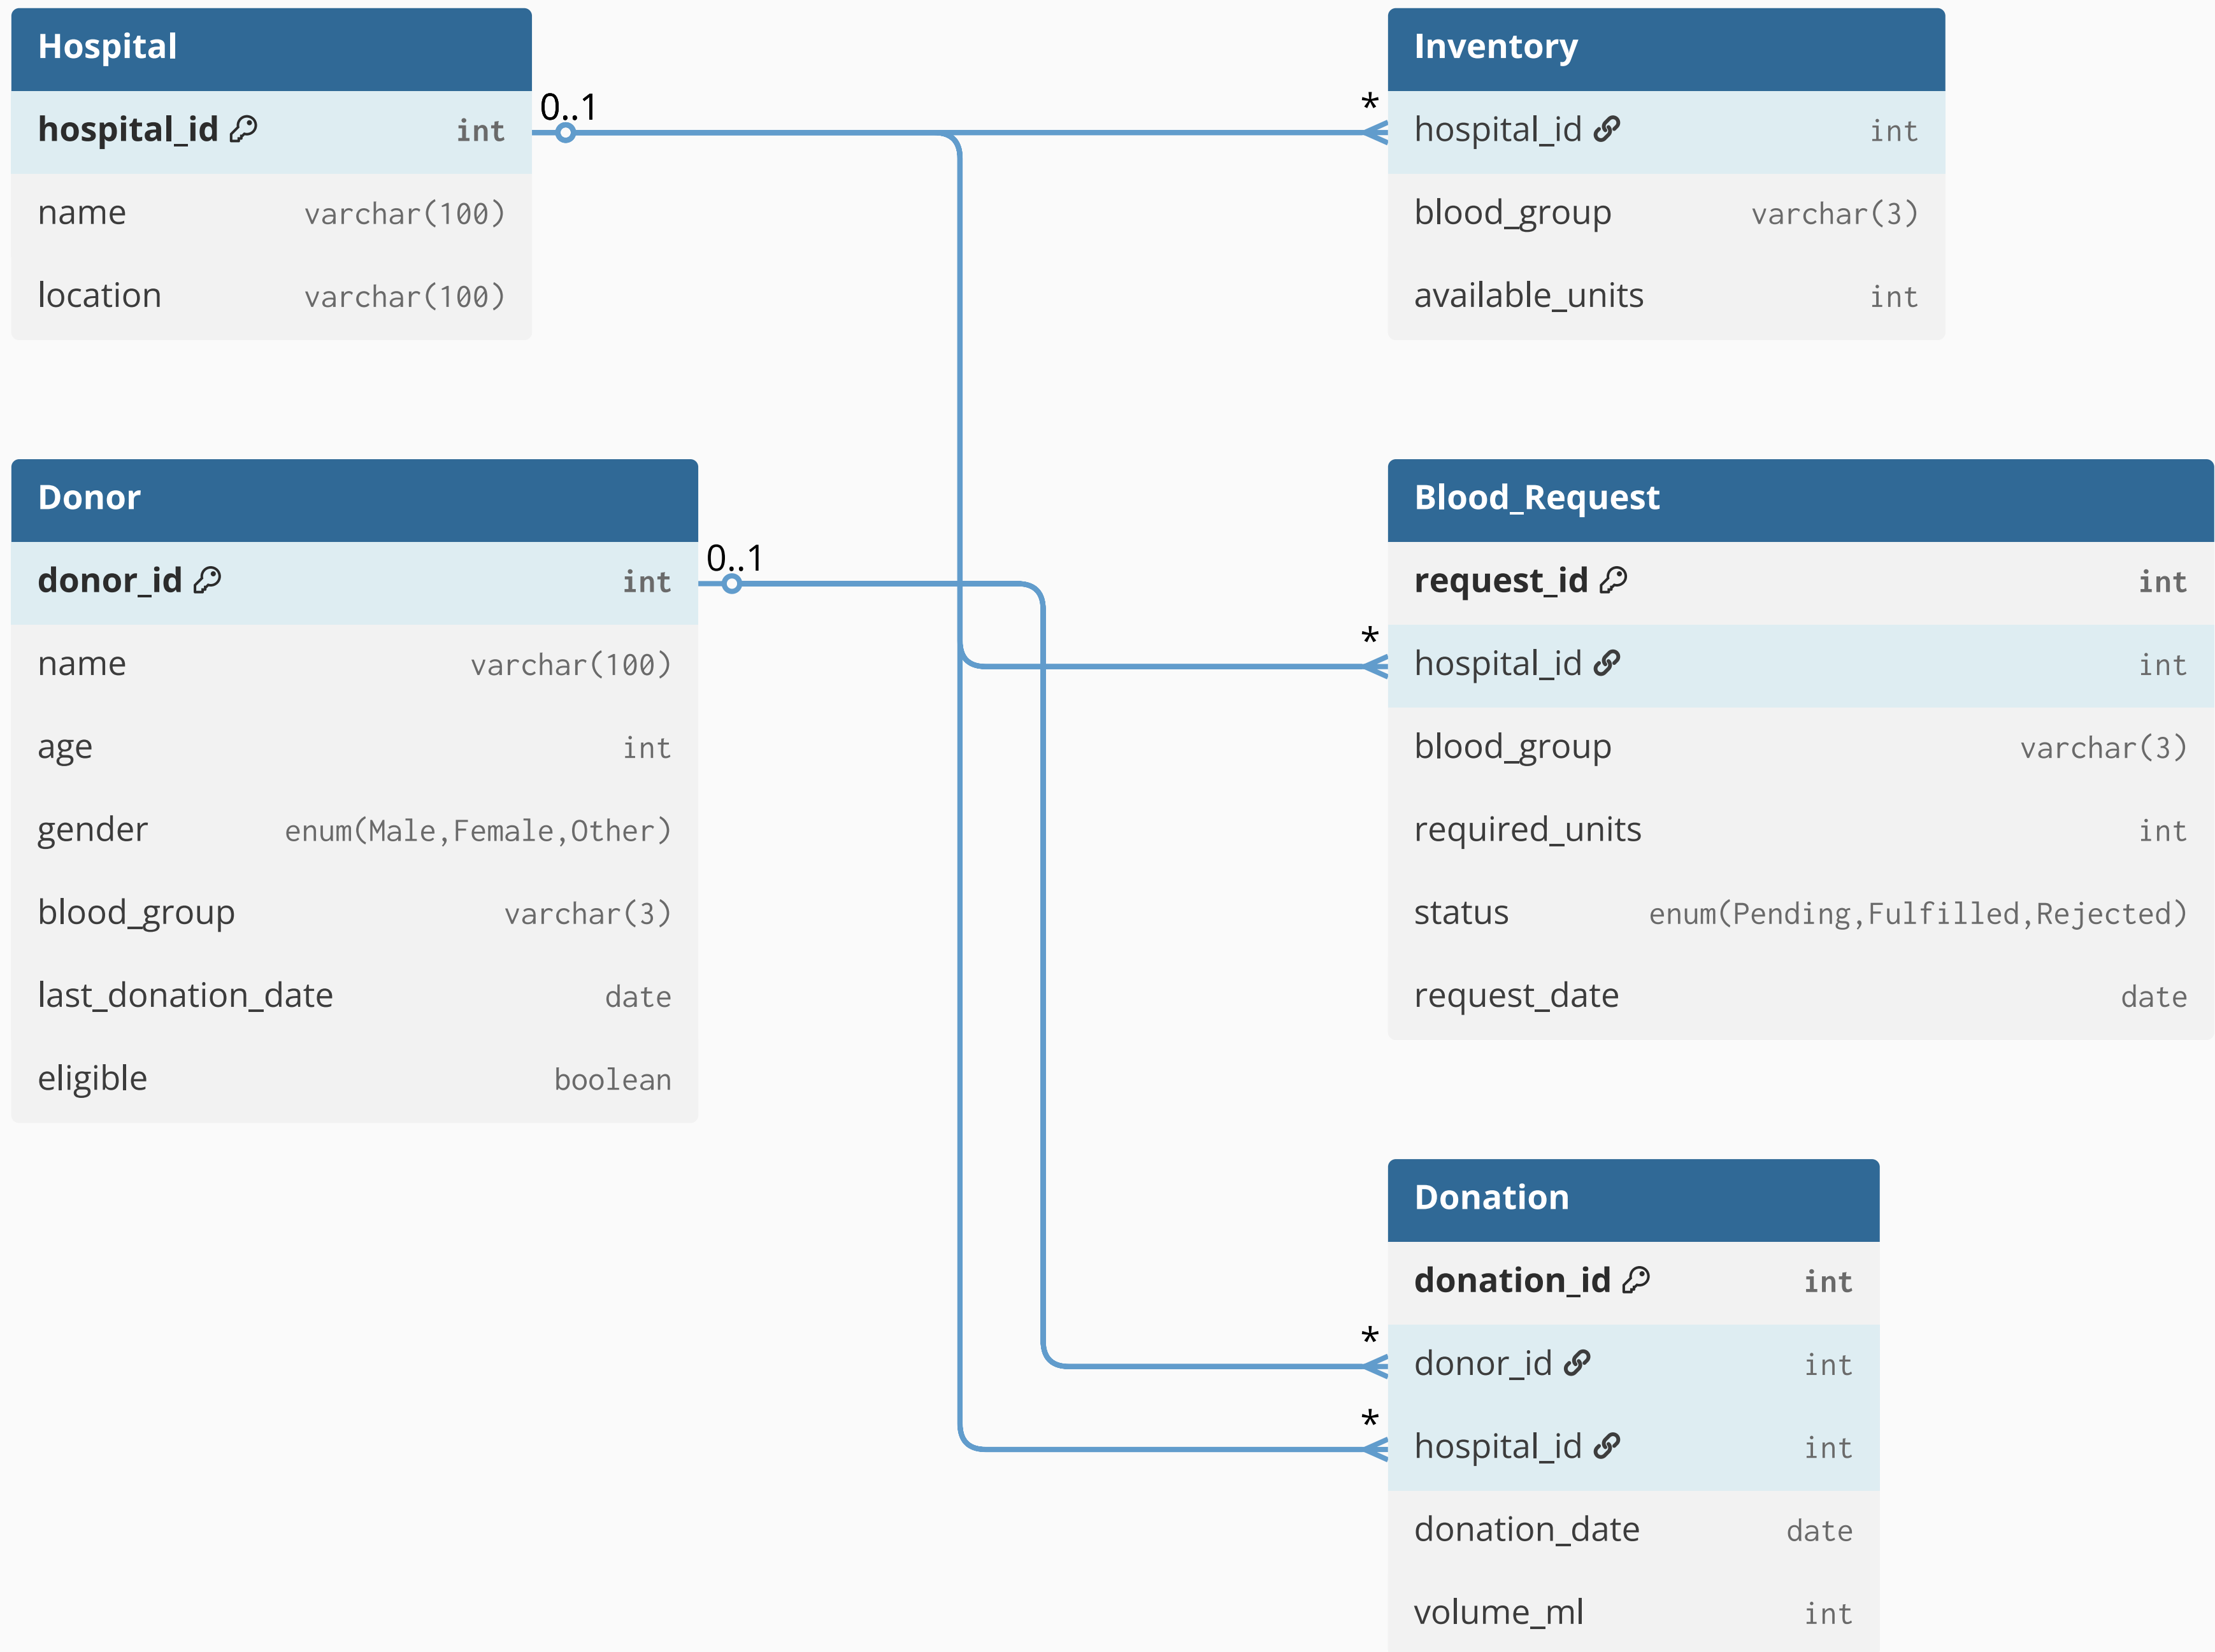 Hospital
hospital_id int
name varchar(100)
location varchar(100)
0..1
*
Inventory
hospital_id int
blood_group varchar(3)
available_units int
Donor
donor_id int
name varchar(100)
age int
gender enum(Male,Female,Other)
blood_group varchar(3)
last_donation_date date
eligible boolean
0..1
*
Blood_Request
request_id int
hospital_id int
blood_group varchar(3)
required_units int
status enum(Pending,Fulfilled,Rejected)
request_date date
Donation
donation_id int
*
donor_id int
*
hospital_id int
donation_date date
volume_ml int